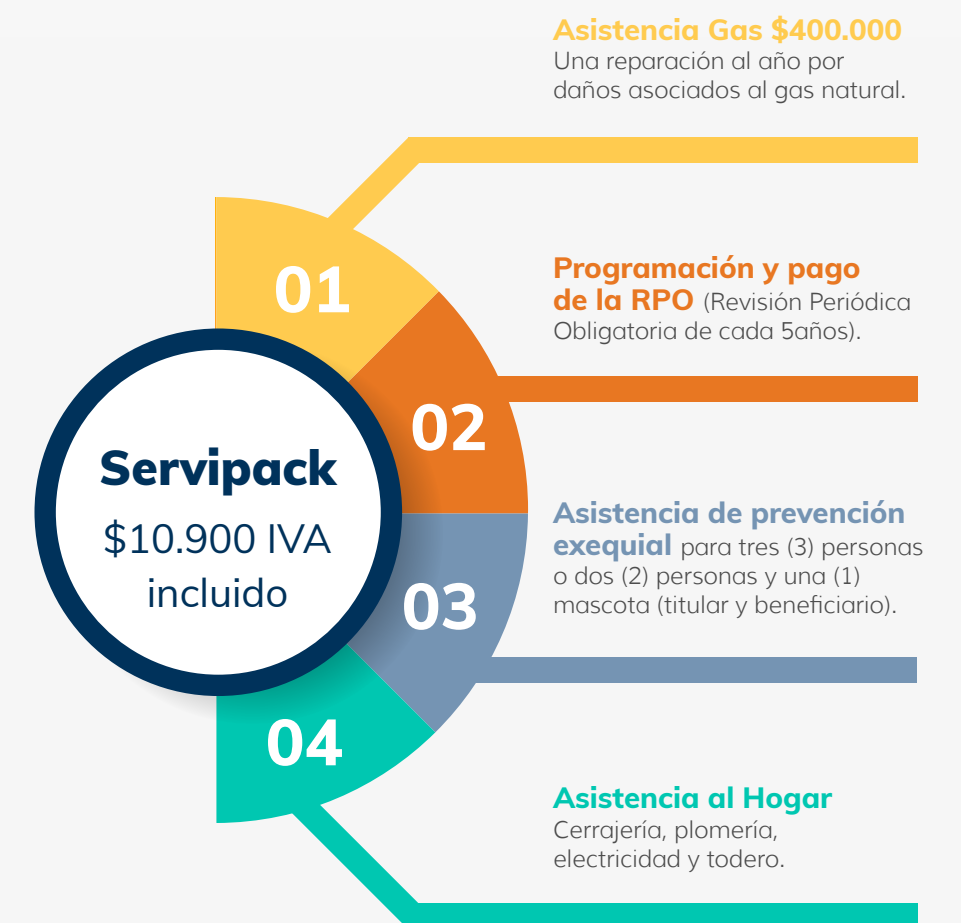 Asistencia Gas $400.000
Una reparación al año por
daños asociados al gas natural.
01
Programación y pago
de la RPO (Revisión Periódica
Obligatoria de cada 5años).
02
Servipack
$10.900 IVA
incluido
Asistencia de prevención
exequial para tres (3) personas
o dos (2) personas y una (1)
mascota (titular y beneficiario).
03
04
Asistencia al Hogar
Cerrajería, plomería,
electricidad y todero.